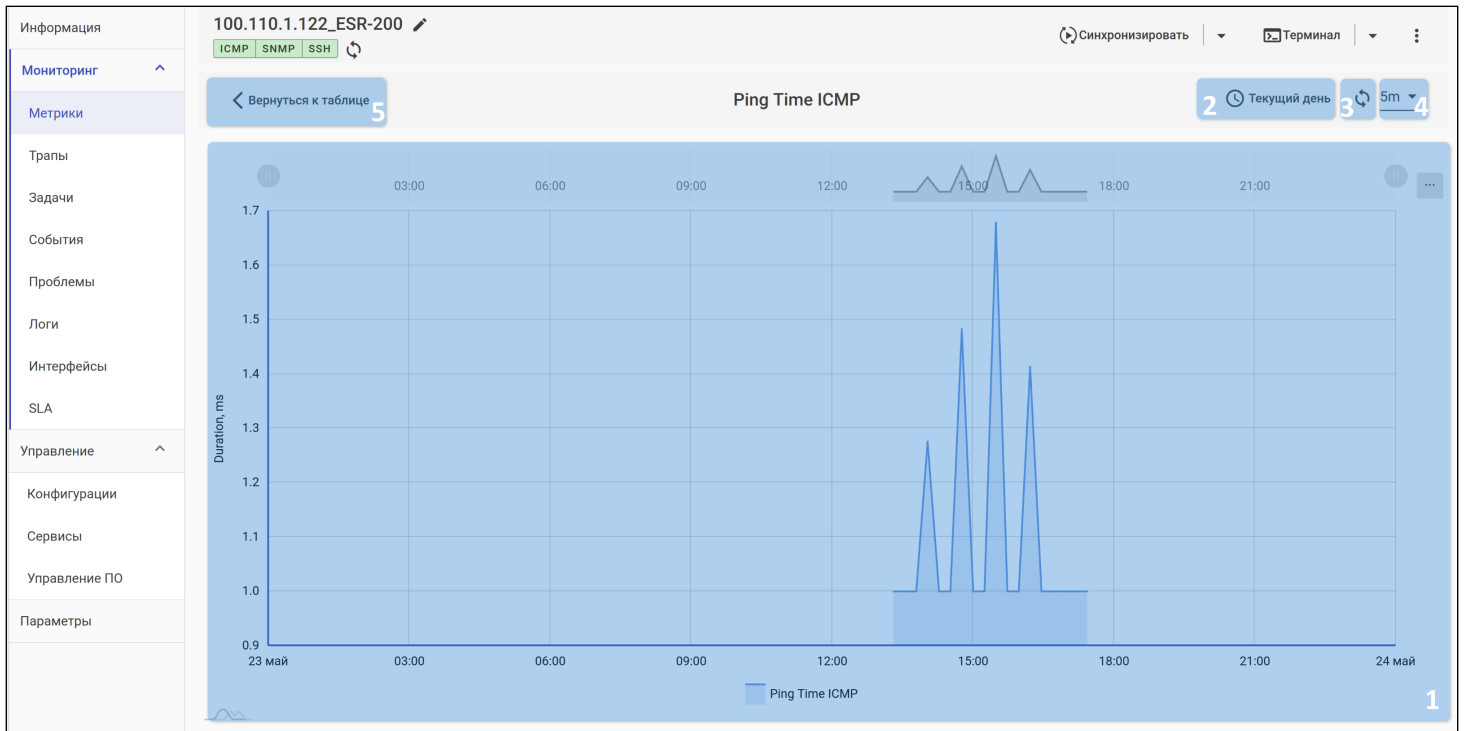 Информация
Мониторинг
Метрики
Трапы
Задачи
События
Проблемы
Логи
Интерфейсы
SLA
Управление
Конфигурации
Сервисы
Управление ПО
Параметры
100.110.1.122_ESR-200
ICMP SNMP SSH
Синхронизировать
Терминал
Вернуться к таблице 5
Ping Time ICMP
2 Текущий день 3 5m 4
03:00 06:00 09:00 12:00 15:00 18:00 21:00
...
1.7
1.6
1.5
1.4
1.3
1.2
1.1
1.0
0.9
Duration, ms
23 май 03:00 06:00 09:00 12:00 15:00 18:00 21:00 24 май
Ping Time ICMP
1